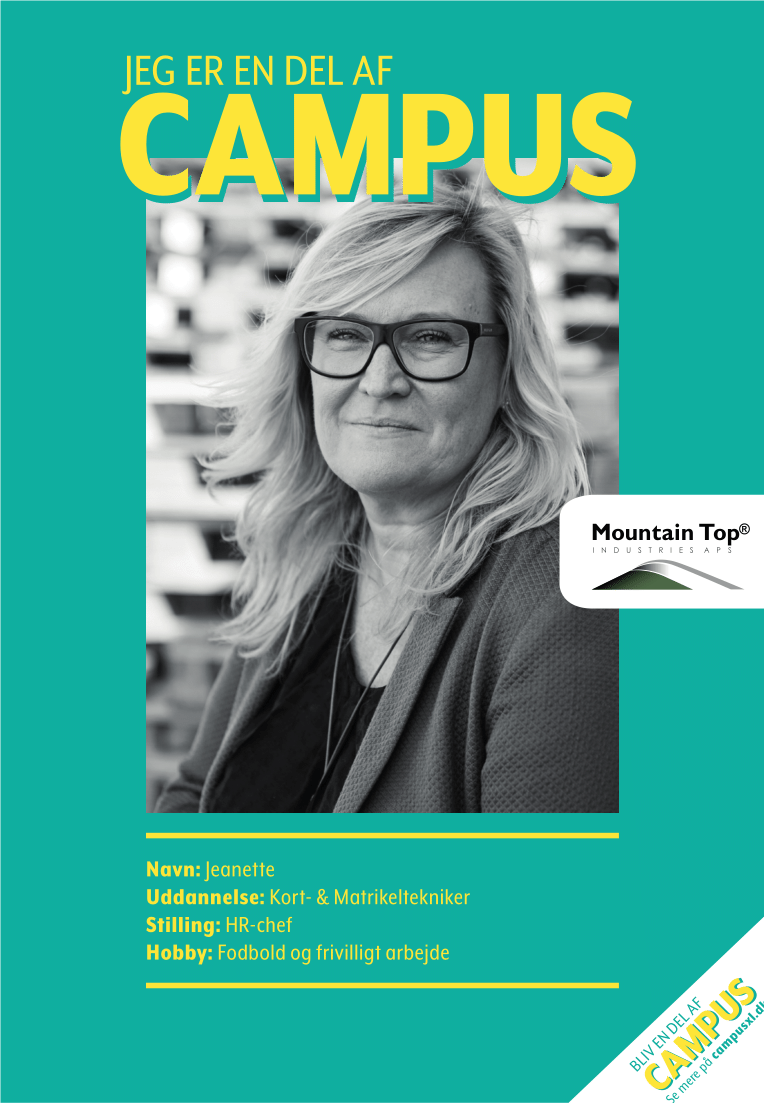 JEG ER EN DEL AF
CAMPUS
Mountain Top®
INDUSTRIES APS
Navn: Jeanette
Uddannelse: Kort- & Matrikeltekniker
Stilling: HR-chef
Hobby: Fodbold og frivilligt arbejde
BLIV EN DEL AF
CAMPUS
Se mere på campusxl.dk